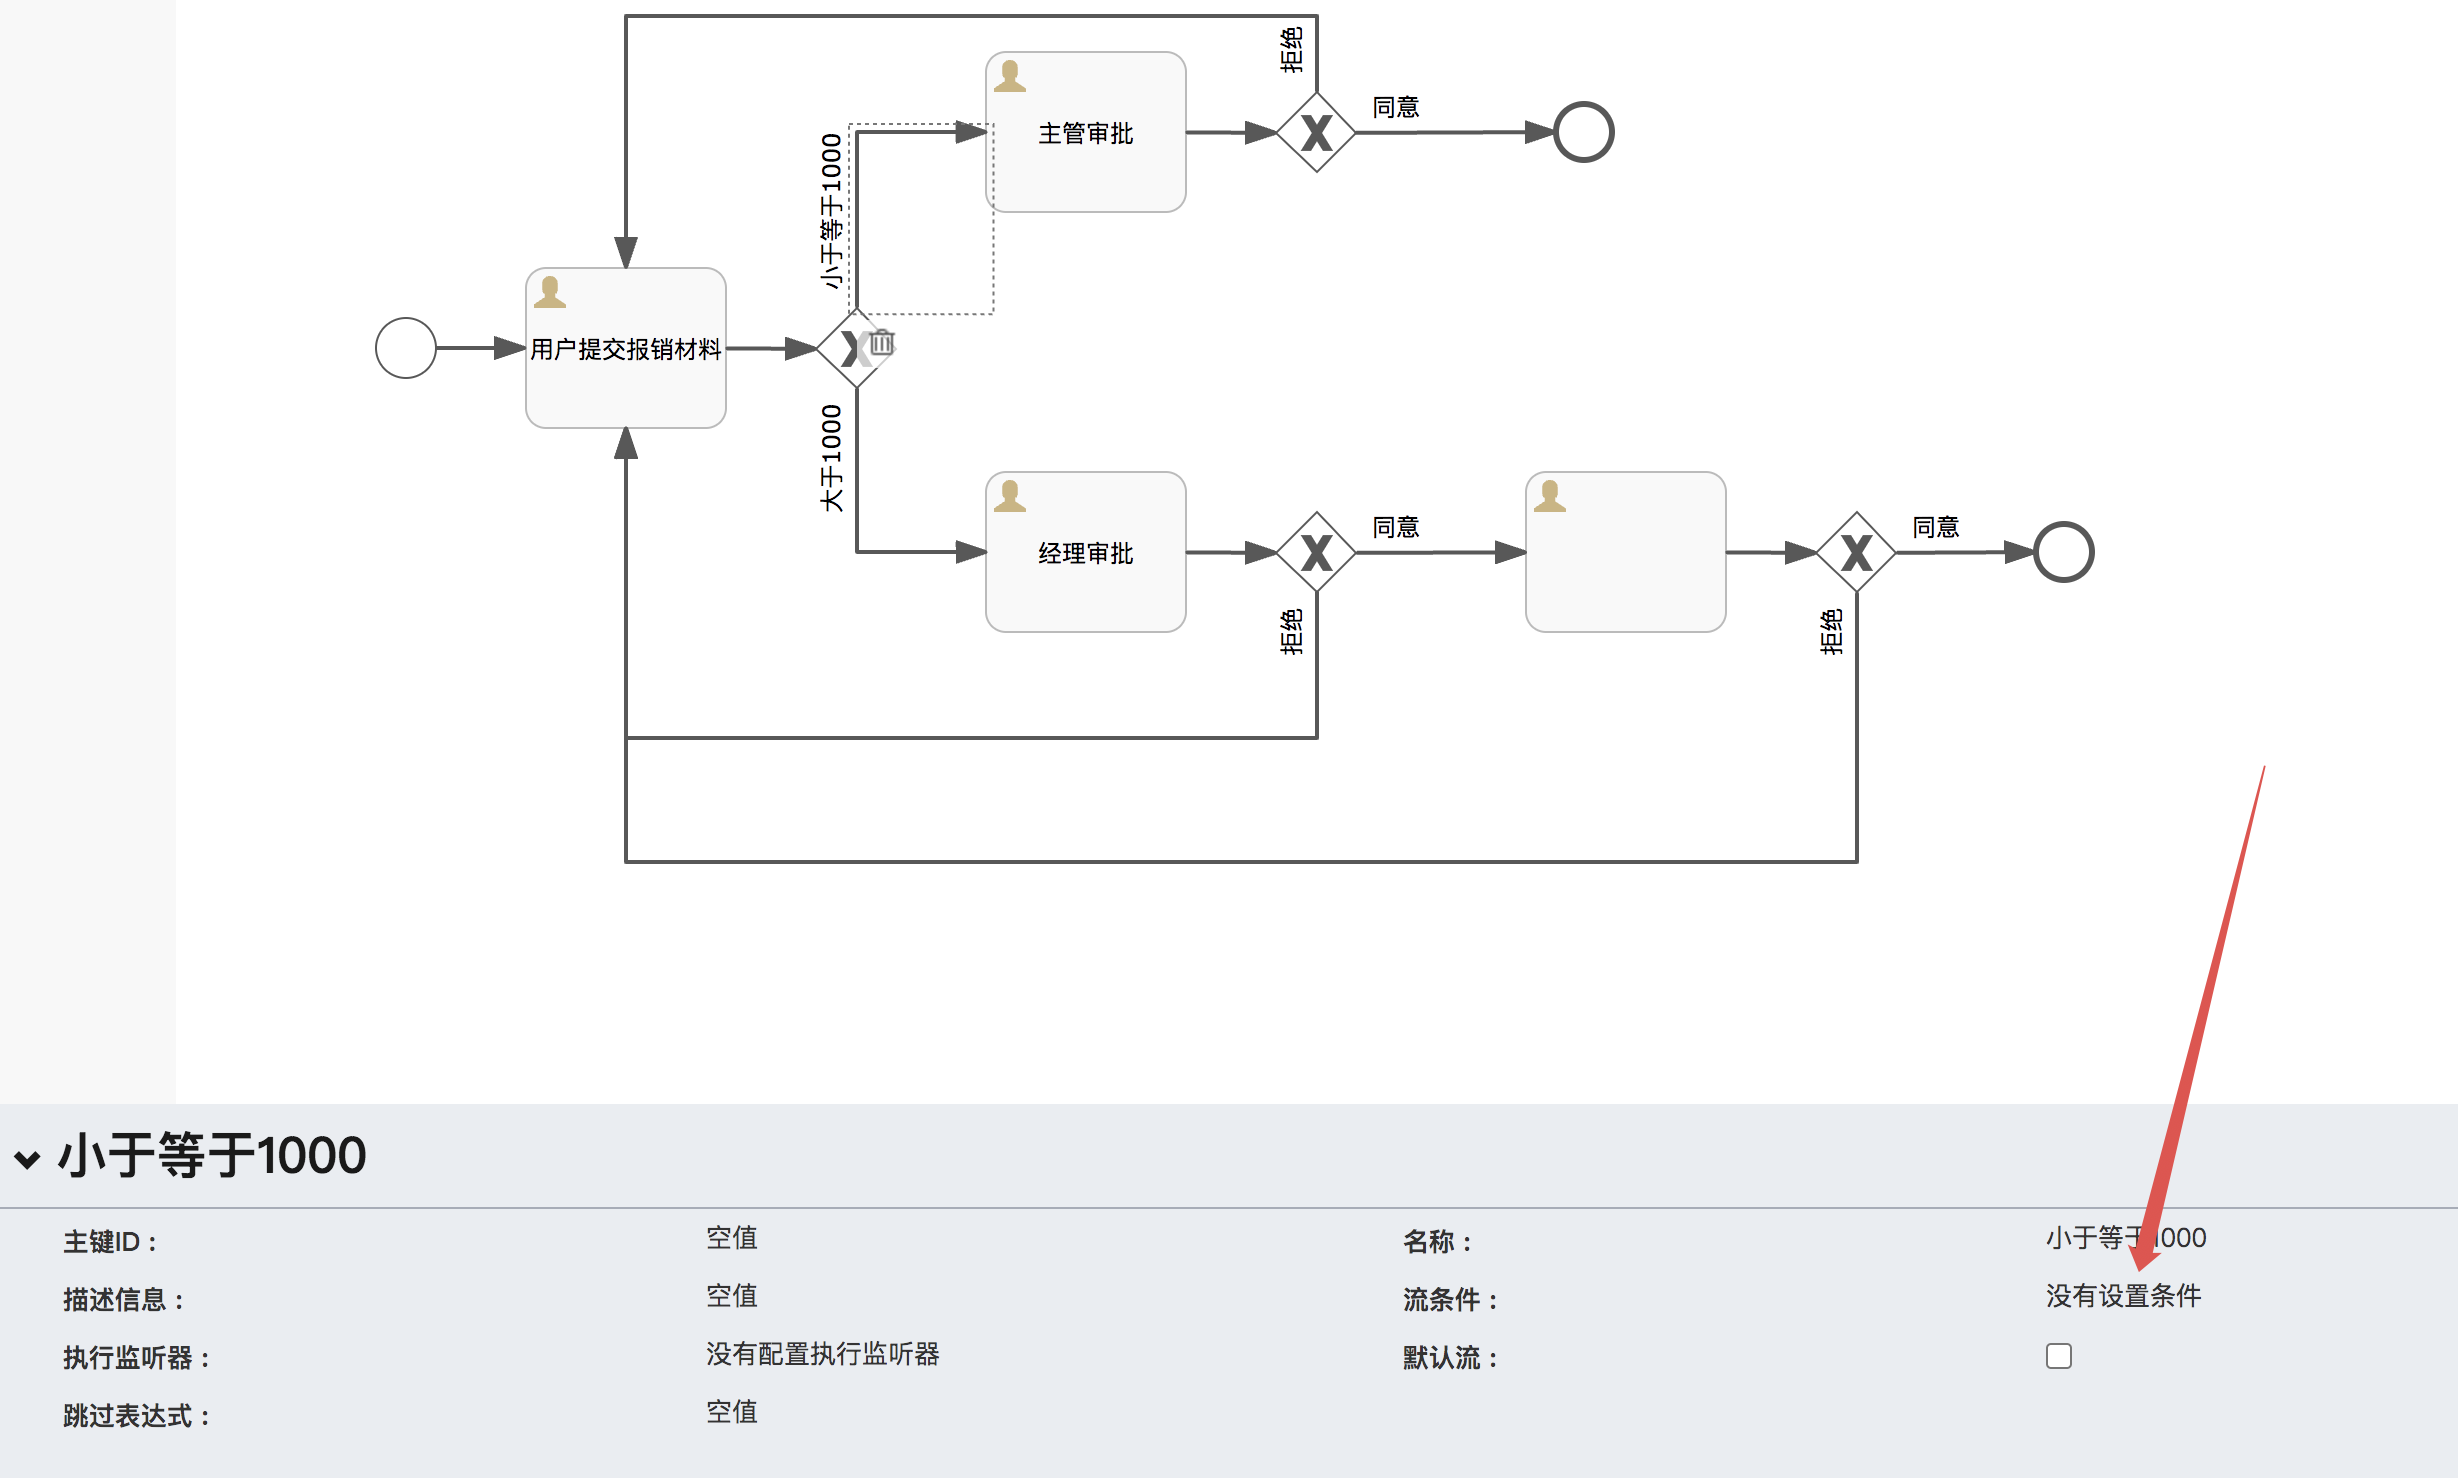 拒绝
同意
主管审批
小于等于1000
用户提交报销材料
大于1000
经理审批
同意
同意
拒绝
拒绝
小于等于1000
主键ID：
空值
名称：
小于等于1000
描述信息：
空值
流条件：
没有设置条件
执行监听器：
没有配置执行监听器
默认流：
跳过表达式：
空值